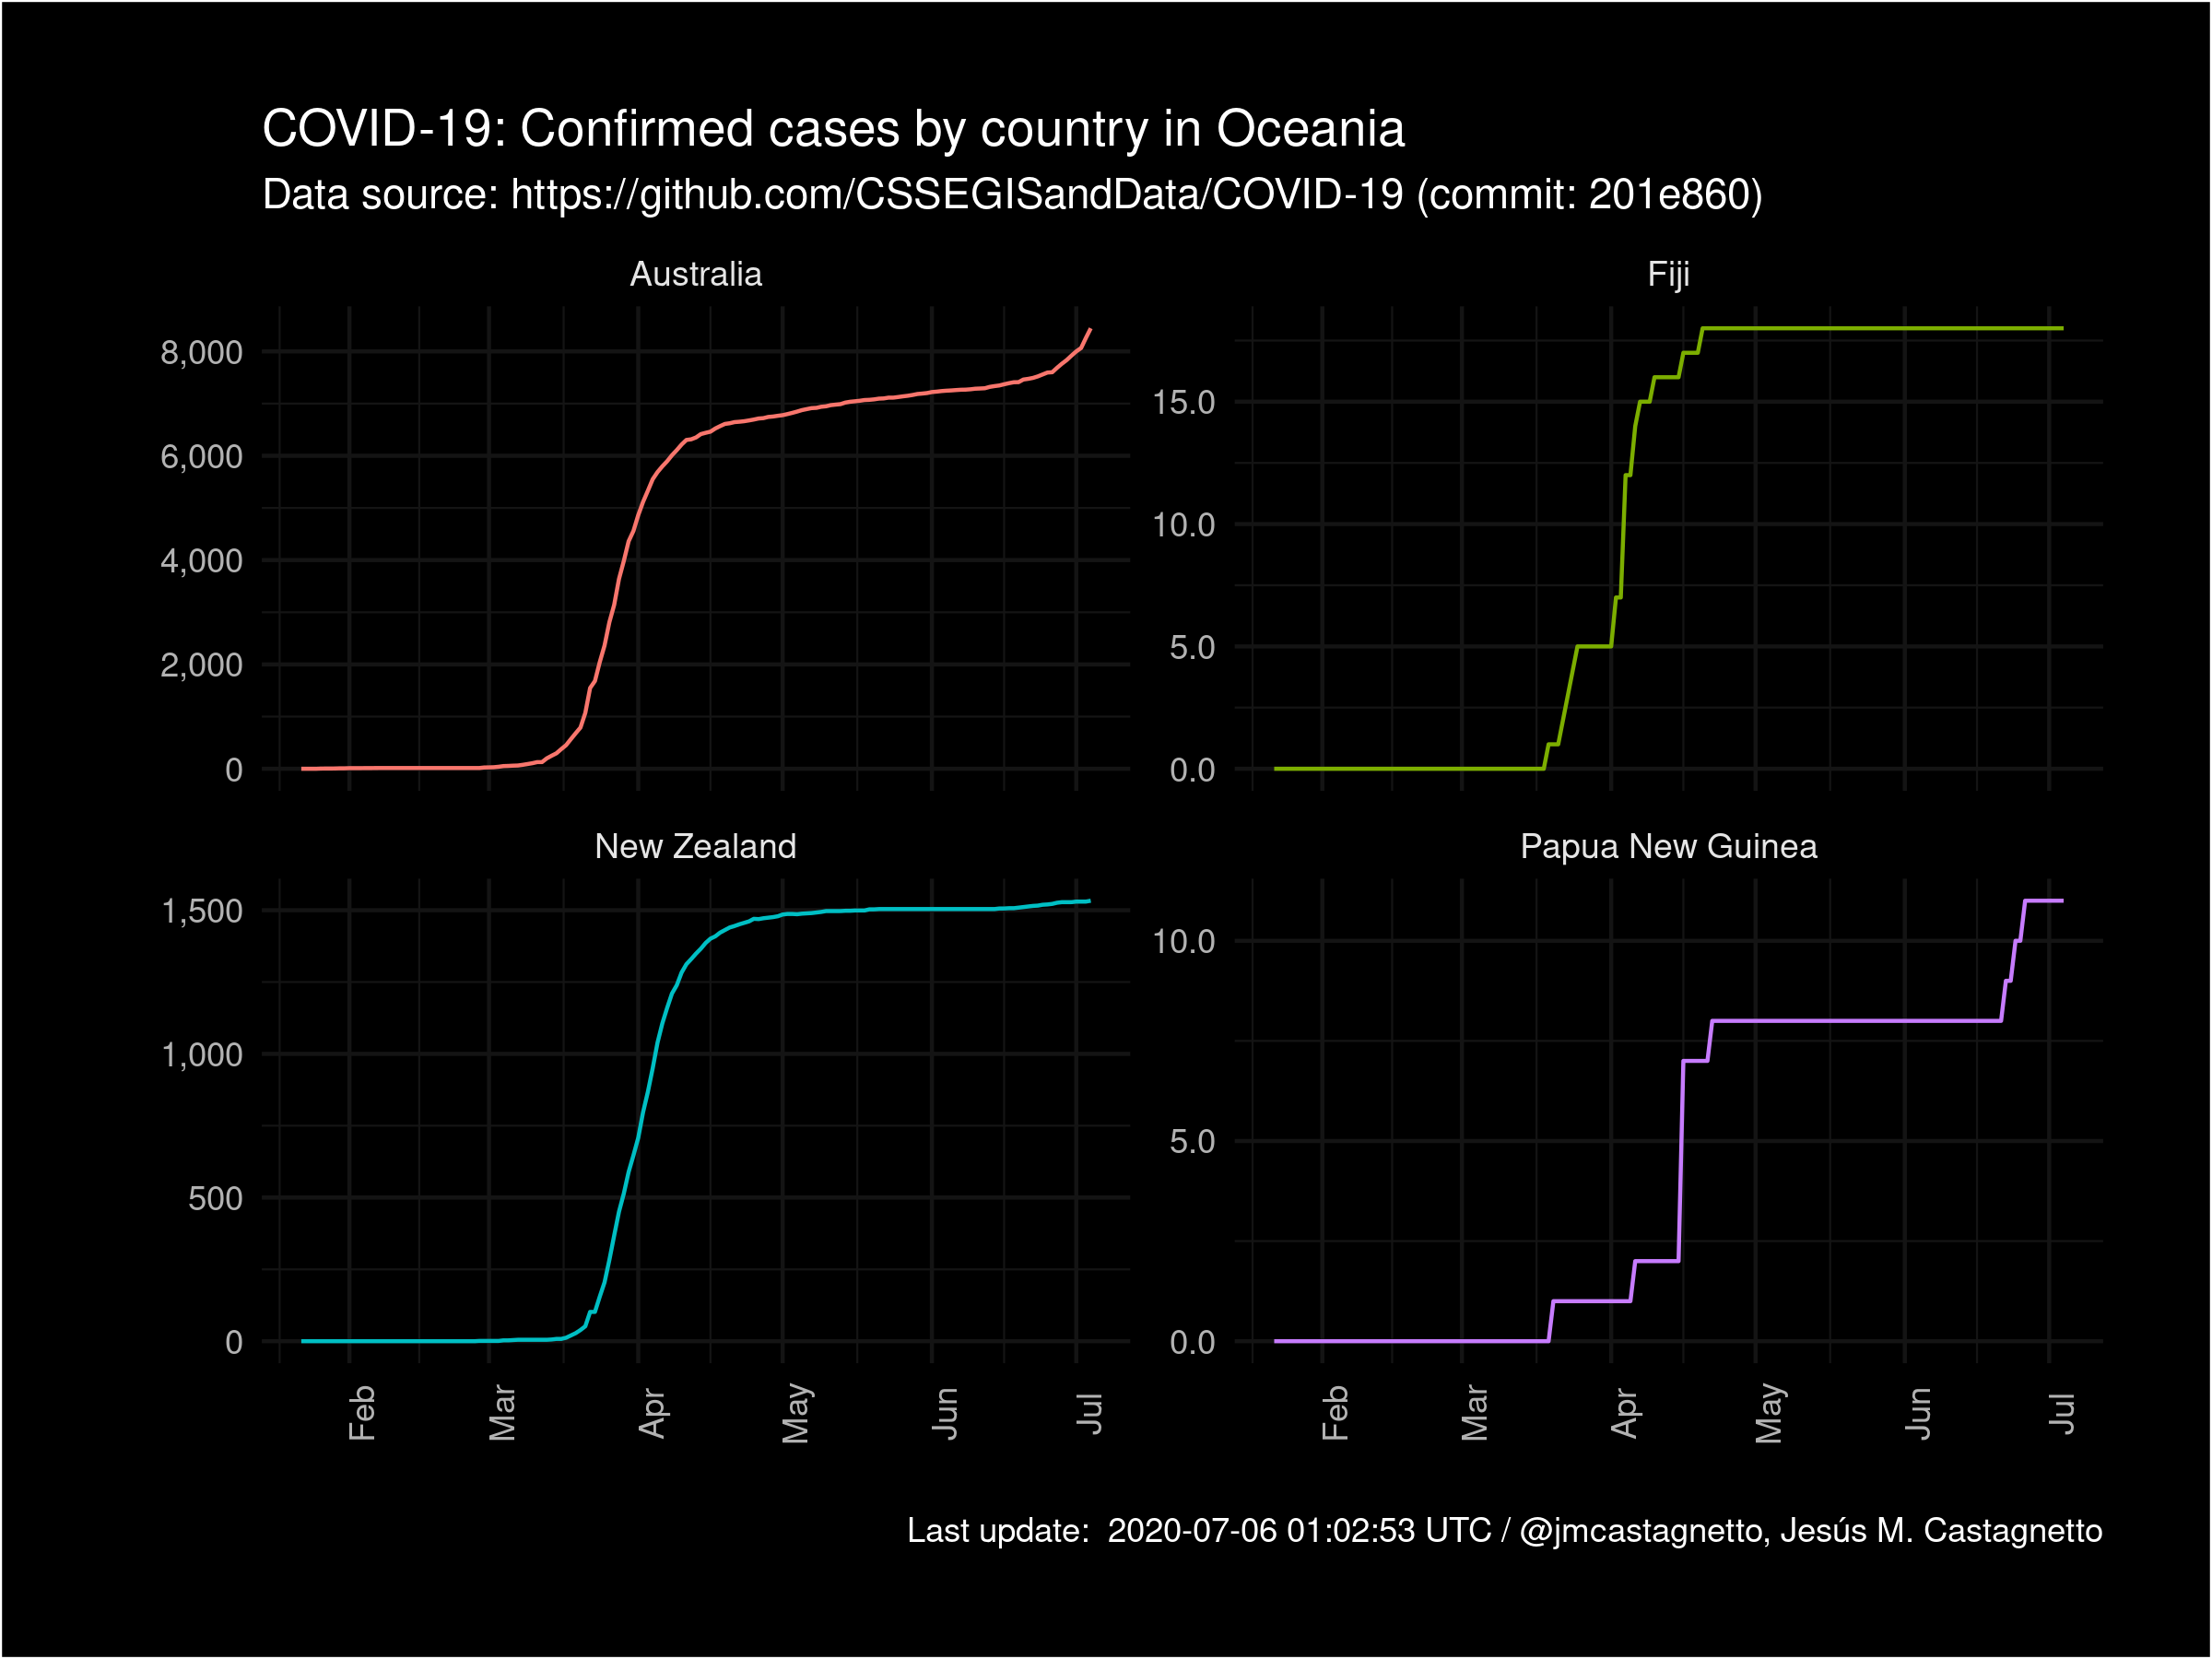 COVID-19: Confirmed cases by country in Oceania
Data source: https://github.com/CSSEGISandData/COVID-19 (commit: 201e860)
Australia
8,000
6,000
4,000
2,000
0
Fiji
15.0
10.0
5.0
0.0
New Zealand
1,500
1,000
500
0
Feb
Mar
Apr
May
Jun
Jul
Papua New Guinea
10.0
5.0
0.0
Feb
Mar
Apr
May
Jun
Jul
Last update:  2020-07-06 01:02:53 UTC / @jmcastagnetto, Jesús M. Castagnetto